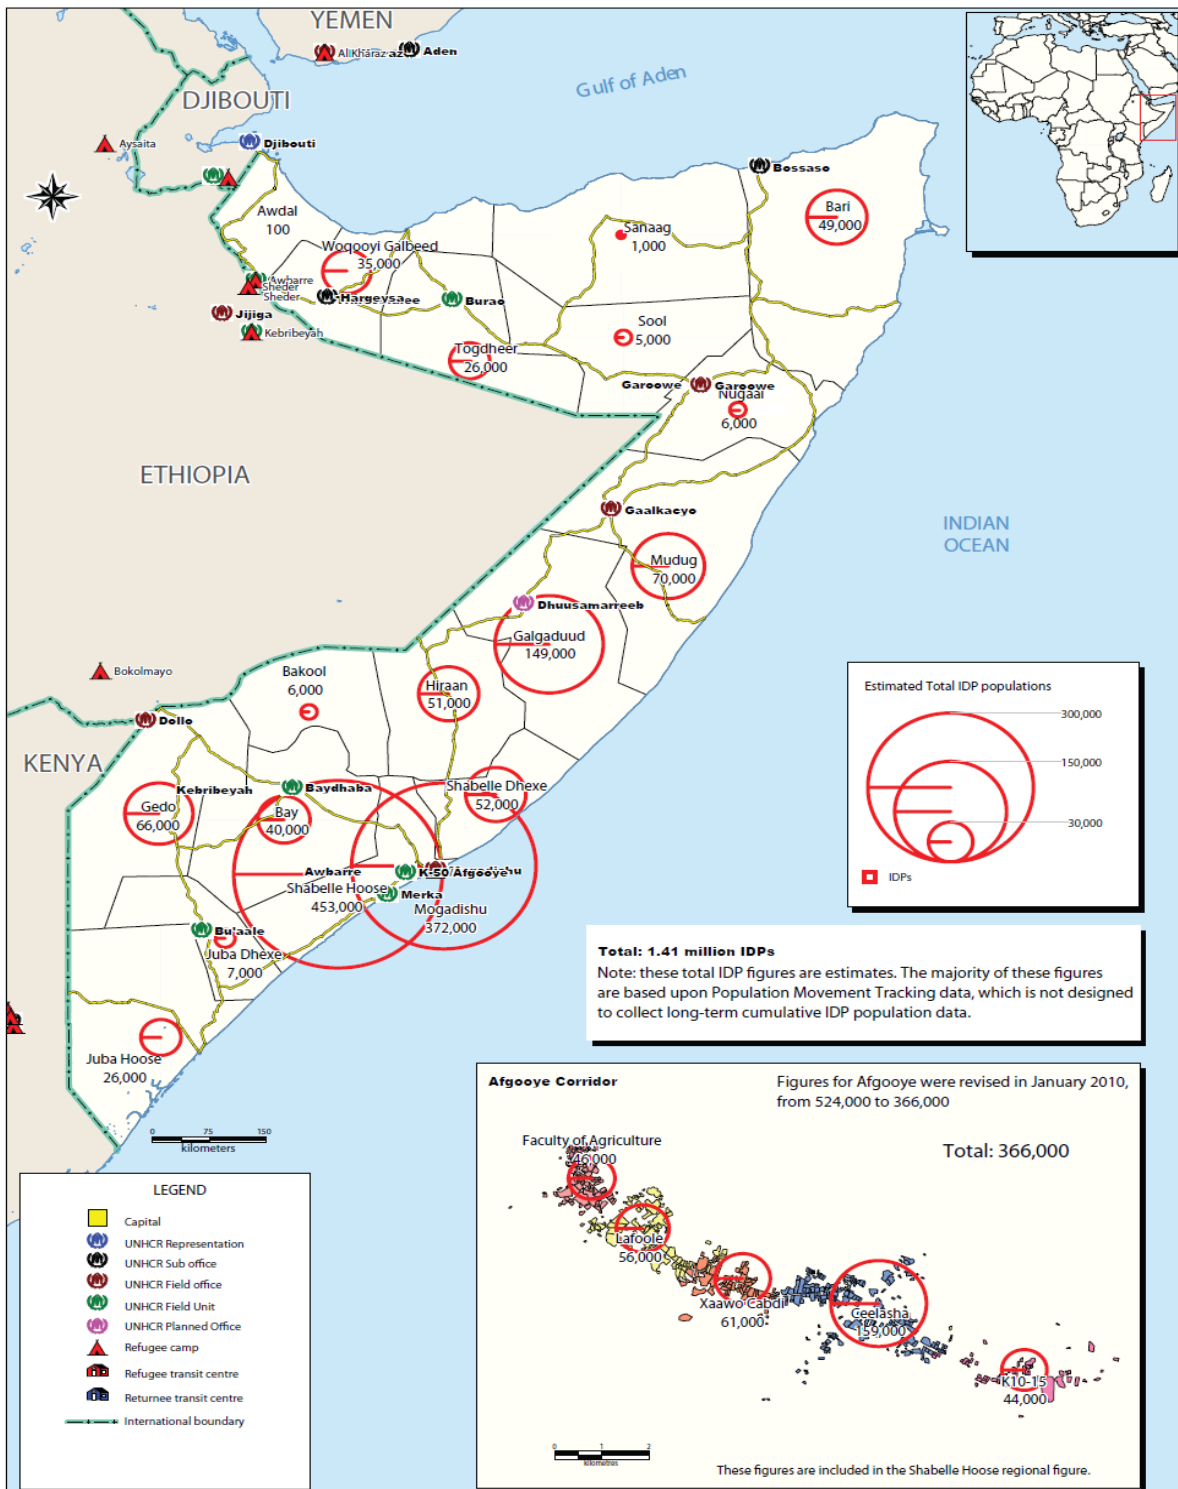 YEMEN
Al Kharaz
Aden
Gulf of Aden
DJIBOUTI
Aysaita
Djibouti
Bossaso
Bari
49,000
Awdal
100
Sanaag
1,000
Woqooyi Galbeed
35,000
Awbarre
Sheder
Sheder
Hargeysa
Burao
Jijiga
Kebribeyah
Sool
5,000
Togdheer
26,000
Garoowe
Garoowe
Nugaal
6,000
ETHIOPIA
Gaalkacyo
INDIAN
OCEAN
Mudug
70,000
Dhuusamarreeb
Galgaduud
149,000
Bokolmayo
Bakool
6,000
Hiraan
51,000
Dollo
KENYA
Kebribeyah
Baydhaba
Shabelle Dhexe
52,000
Gedo
66,000
Bay
40,000
Awbarre
K-50 Afgooye
Shabelle Hoose
453,000
Merka
Mogadishu
372,000
Bu'aale
Juba Dhexe
7,000
Juba Hoose
26,000
0 75 150
kilometers
Estimated Total IDP populations
300,000
150,000
30,000
IDPs
Total: 1.41 million IDPs
Note: these total IDP figures are estimates. The majority of these figures
are based upon Population Movement Tracking data, which is not designed
to collect long-term cumulative IDP population data.
Afgooye Corridor
Figures for Afgooye were revised in January 2010,
from 524,000 to 366,000
Total: 366,000
Faculty of Agriculture
46,000
Lafoole
56,000
Xaawo Cabdi
61,000
Ceelasha
159,000
K10-15
44,000
0 1 2
kilometres
These figures are included in the Shabelle Hoose regional figure.
LEGEND
Capital
UNHCR Representation
UNHCR Sub office
UNHCR Field office
UNHCR Field Unit
UNHCR Planned Office
Refugee camp
Refugee transit centre
Returnee transit centre
International boundary